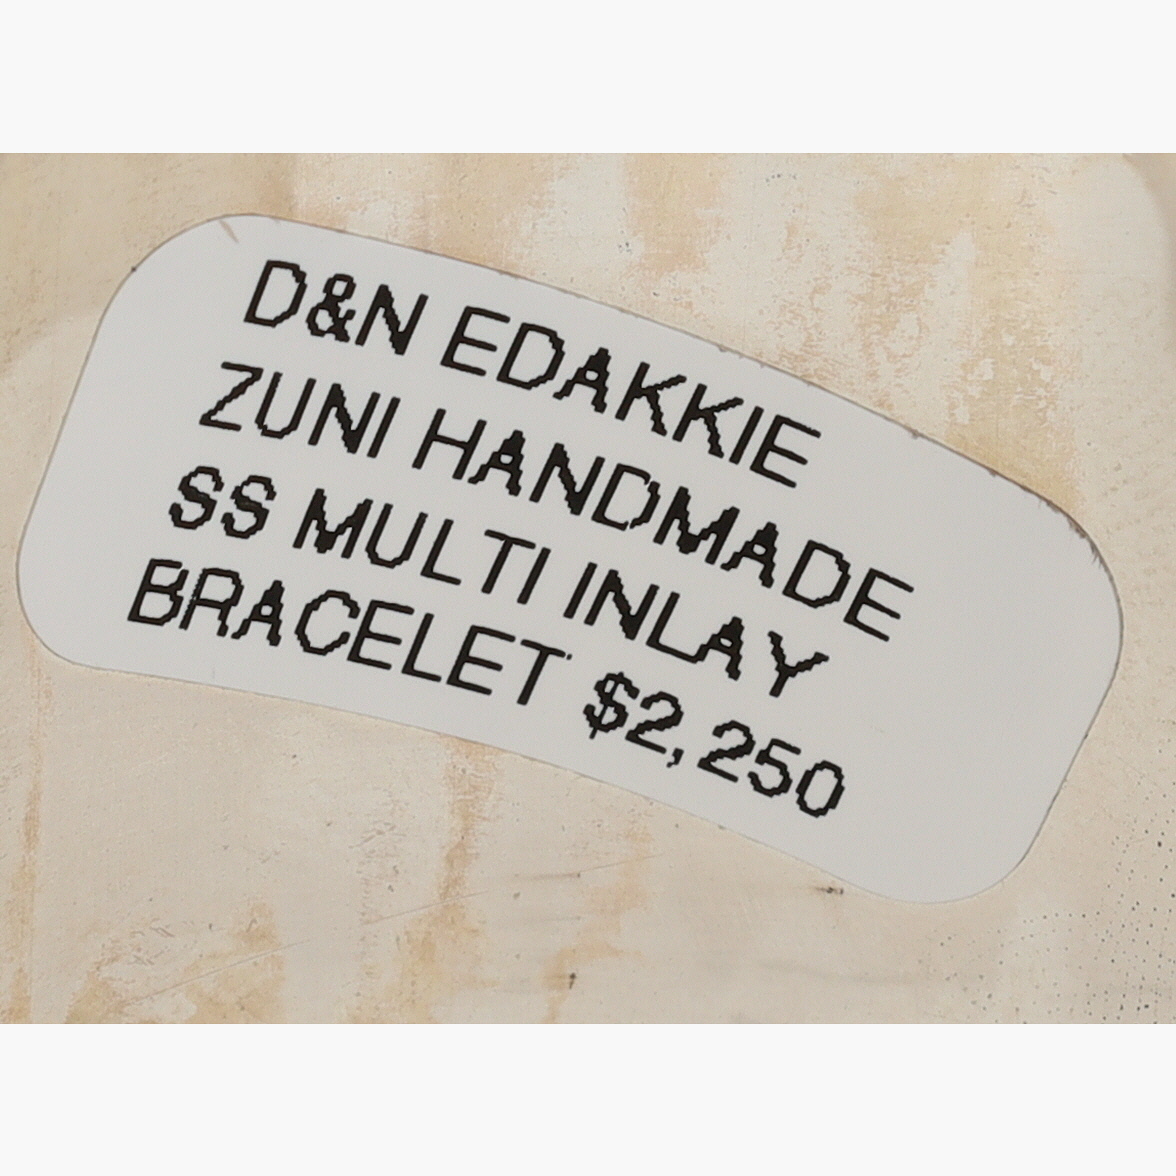 D&N EDAKKIE
ZUNI HANDMADE
SS MULTI INLAY
BRACELET $2,250